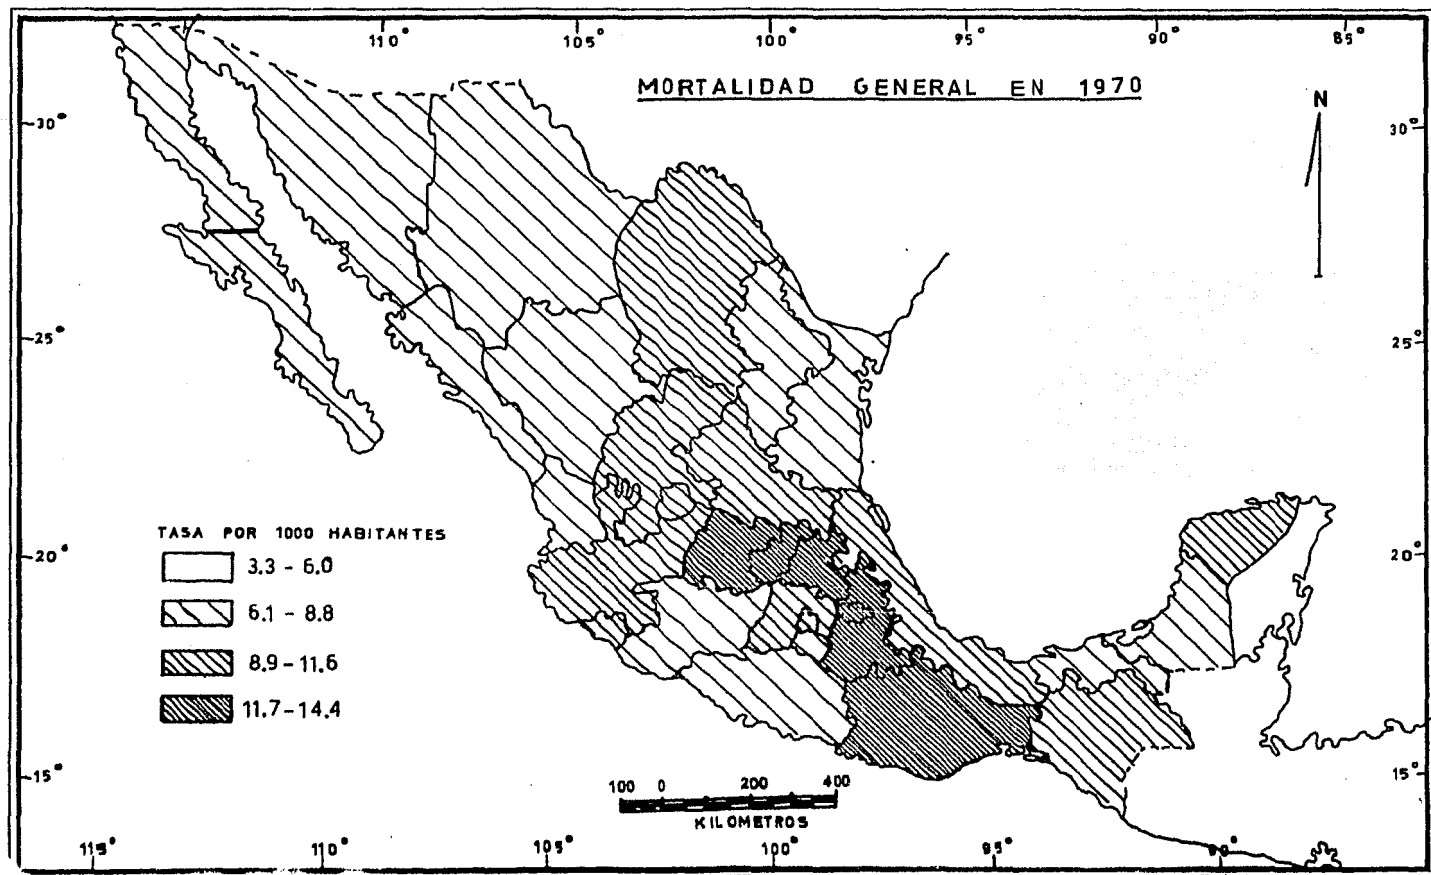 110° 105° 100° 95° 90° 85°
MORTALIDAD GENERAL EN 1970
N
30° 30°
25° 25°
TASA POR 1000 HABITANTES
20° 20°
3.3 - 6.0
6.1 - 8.8
8.9 - 11.6
11.7 - 14.4
15° 15°
100 0 200 400
KILOMETROS
115° 110° 105° 100° 95° 90°